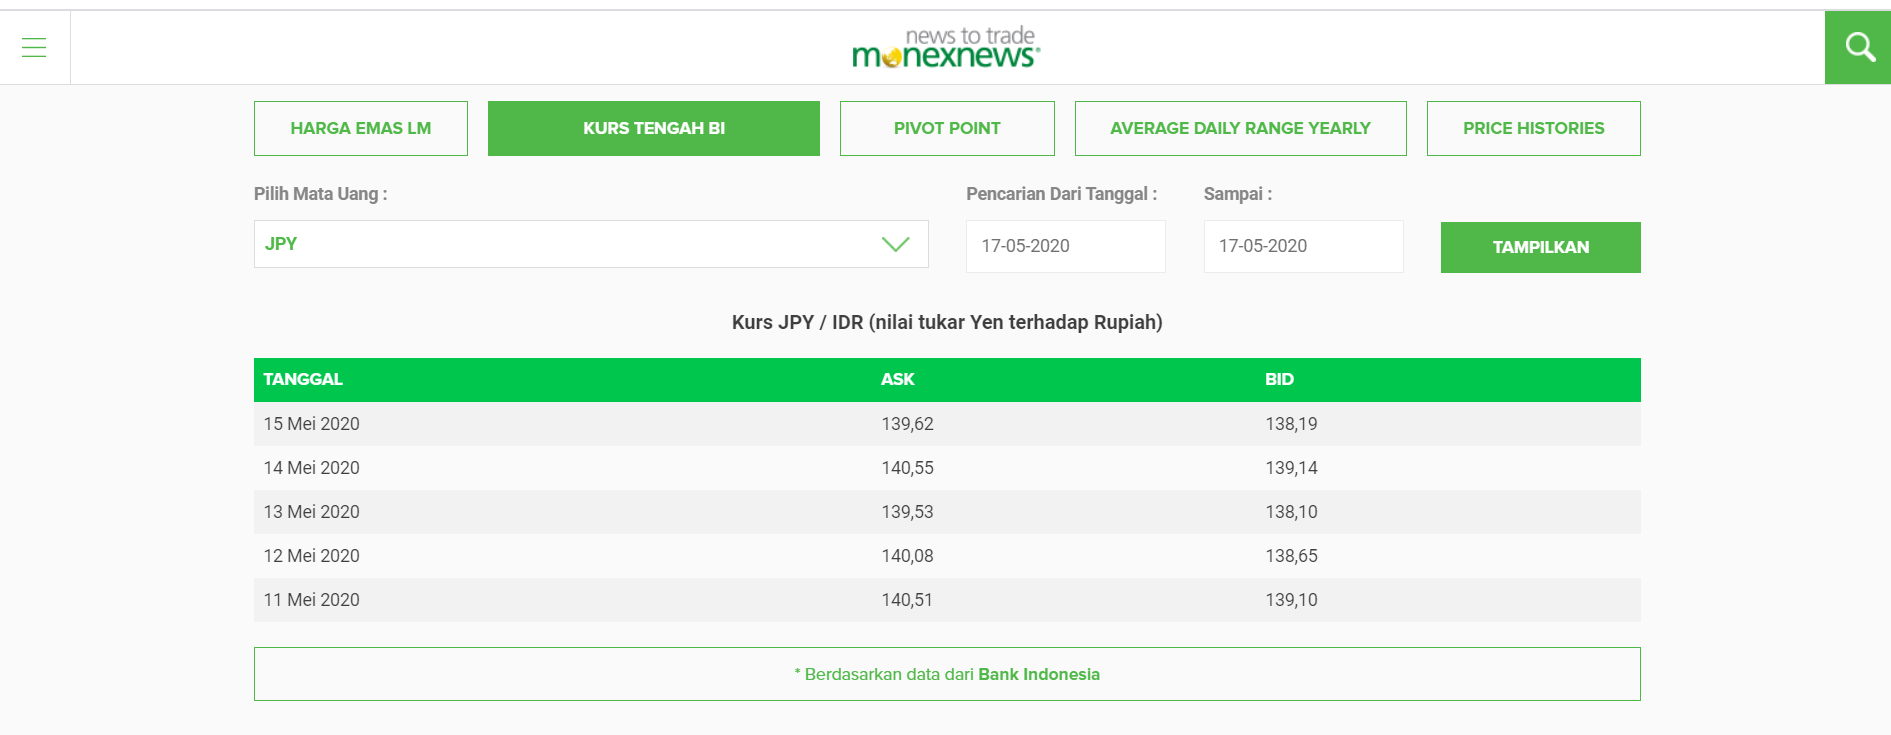 news to trade
monexnews
HARGA EMAS LM
KURS TENGAH BI
PIVOT POINT
AVERAGE DAILY RANGE YEARLY
PRICE HISTORIES
Pilih Mata Uang :
Pencarian Dari Tanggal :
Sampai :
JPY
17-05-2020
17-05-2020
TAMPILKAN
Kurs JPY / IDR (nilai tukar Yen terhadap Rupiah)
TANGGAL ASK BID
15 Mei 2020 139,62 138,19
14 Mei 2020 140,55 139,14
13 Mei 2020 139,53 138,10
12 Mei 2020 140,08 138,65
11 Mei 2020 140,51 139,10
* Berdasarkan data dari Bank Indonesia